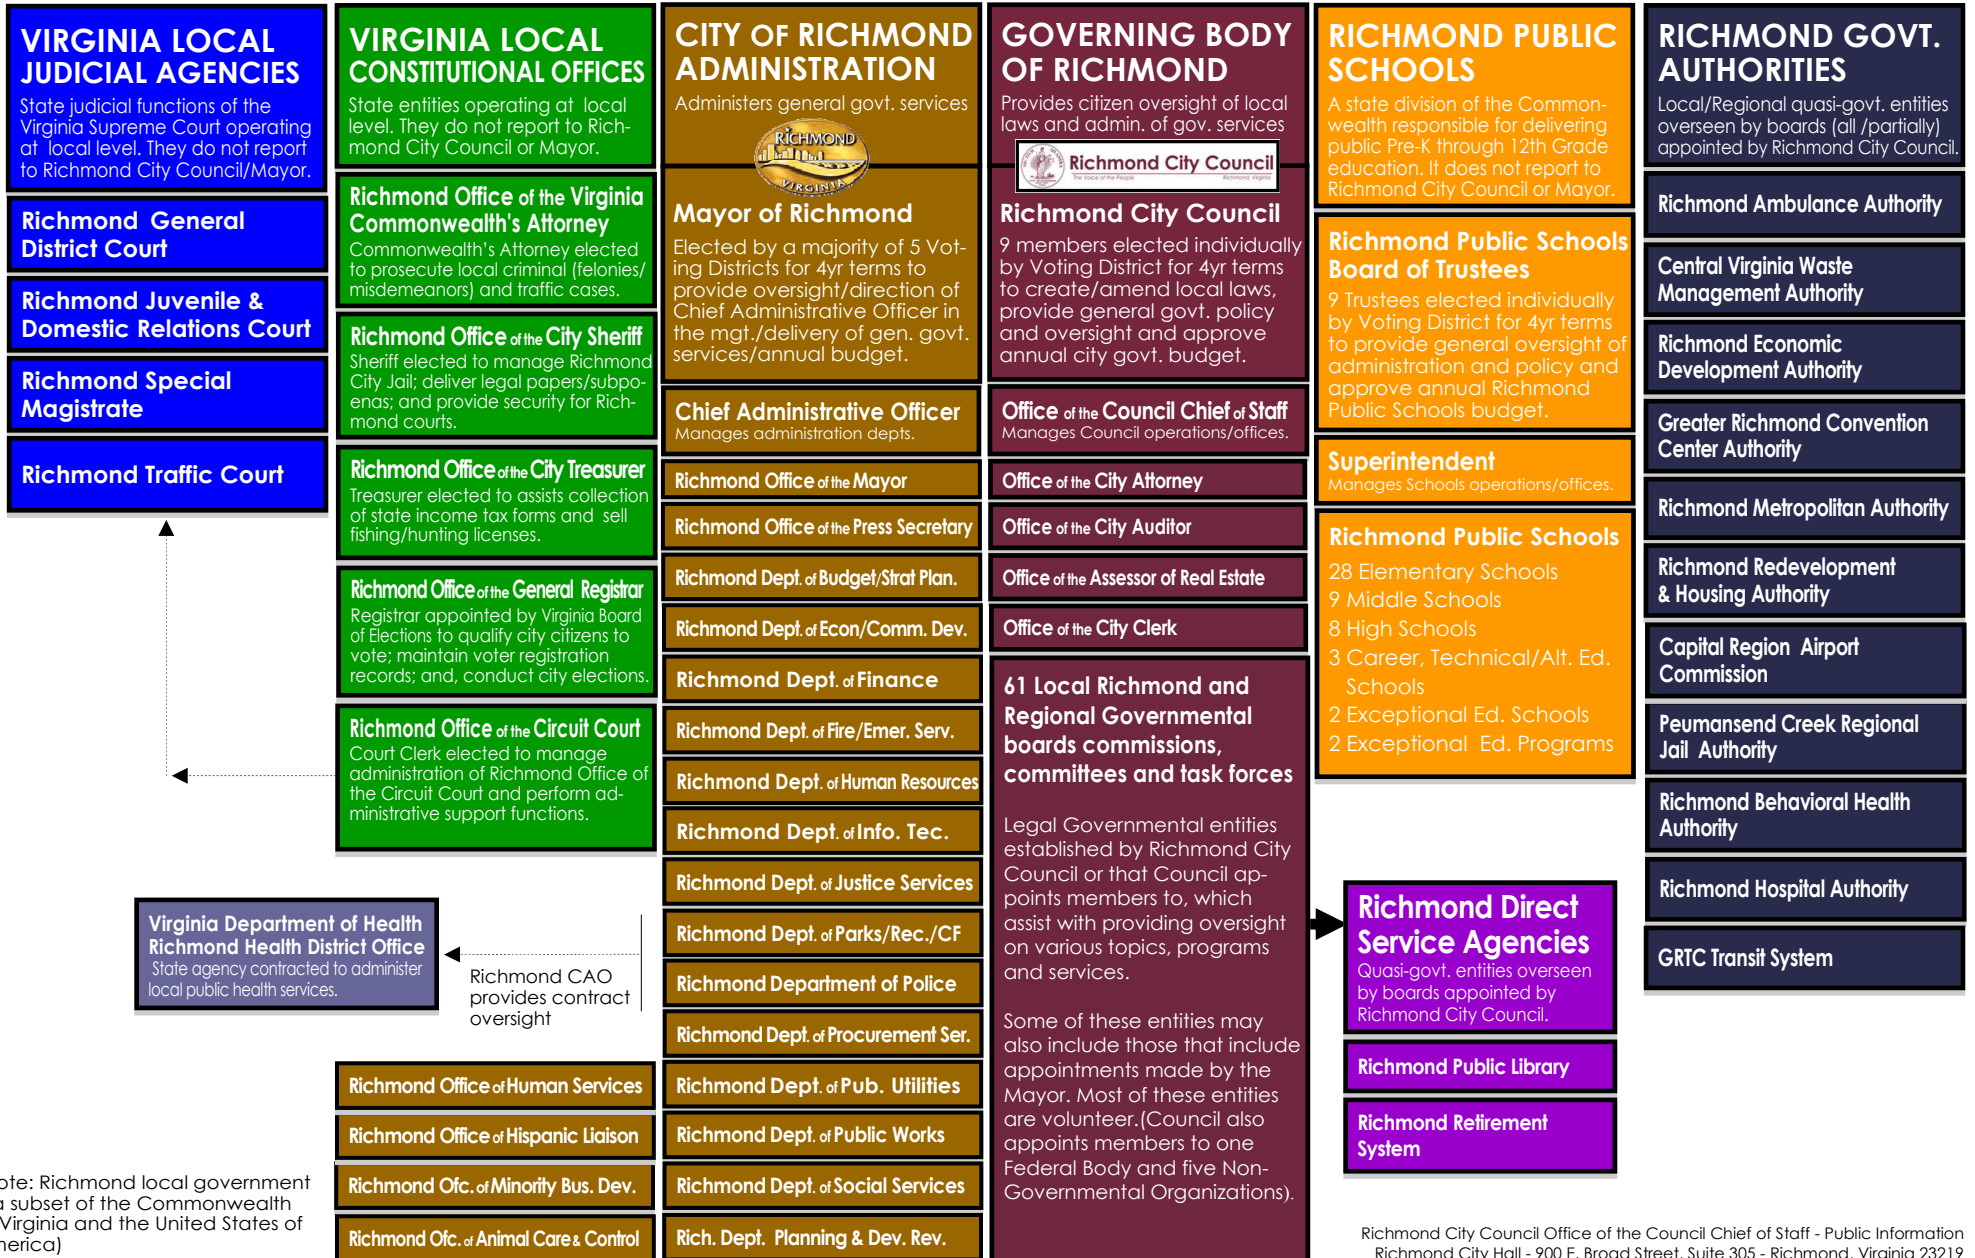 VIRGINIA LOCAL
JUDICIAL AGENCIES
State judicial functions of the
Virginia Supreme Court operating
at local level. They do not report
to Richmond City Council/Mayor.
Richmond General
District Court
Richmond Juvenile &
Domestic Relations Court
Richmond Special
Magistrate
Richmond Traffic Court
VIRGINIA LOCAL
CONSTITUTIONAL OFFICES
State entities operating at local
level. They do not report to Rich-
mond City Council or Mayor.
Richmond Office of the Virginia
Commonwealth's Attorney
Commonwealth's Attorney elected
to prosecute local criminal (felonies/
misdemeanors) and traffic cases.
Richmond Office of the City Sheriff
Sheriff elected to manage Richmond
City Jail; deliver legal papers/subpo-
enas; and provide security for Rich-
mond courts.
Richmond Office of the City Treasurer
Treasurer elected to assists collection
of state income tax forms and sell
fishing/hunting licenses.
Richmond Office of the General Registrar
Registrar appointed by Virginia Board
of Elections to qualify city citizens to
vote; maintain voter registration
records; and, conduct city elections.
Richmond Office of the Circuit Court
Court Clerk elected to manage
administration of Richmond Office of
the Circuit Court and perform ad-
ministrative support functions.
Virginia Department of Health
Richmond Health District Office
State agency contracted to administer
local public health services.
Richmond CAO
provides contract
oversight
Richmond Office of Human Services
Richmond Office of Hispanic Liaison
Richmond Ofc. of Minority Bus. Dev.
Richmond Ofc. of Animal Care & Control
CITY OF RICHMOND
ADMINISTRATION
Administers general govt. services
RICHMOND
VIRGINIA
Mayor of Richmond
Elected by a majority of 5 Vot-
ing Districts for 4yr terms to
provide oversight/direction of
Chief Administrative Officer in
the mgt./delivery of gen. govt.
services/annual budget.
Chief Administrative Officer
Manages administration depts.
Richmond Office of the Mayor
Richmond Office of the Press Secretary
Richmond Dept. of Budget/Strat Plan.
Richmond Dept. of Econ/Comm. Dev.
Richmond Dept. of Finance
Richmond Dept. of Fire/Emer. Serv.
Richmond Dept. of Human Resources
Richmond Dept. of Info. Tec.
Richmond Dept. of Justice Services
Richmond Dept. of Parks/Rec./CF
Richmond Department of Police
Richmond Dept. of Procurement Ser.
Richmond Dept. of Pub. Utilities
Richmond Dept. of Public Works
Richmond Dept. of Social Services
Rich. Dept. Planning & Dev. Rev.
GOVERNING BODY
OF RICHMOND
Provides citizen oversight of local
laws and admin. of gov. services
Richmond City Council
The Voice of the People Richmond, Virginia
Richmond City Council
9 members elected individually
by Voting District for 4yr terms
to create/amend local laws,
provide general govt. policy
and oversight and approve
annual city govt. budget.
Office of the Council Chief of Staff
Manages Council operations/offices.
Office of the City Attorney
Office of the City Auditor
Office of the Assessor of Real Estate
Office of the City Clerk
61 Local Richmond and
Regional Governmental
boards commissions,
committees and task forces
Legal Governmental entities
established by Richmond City
Council or that Council ap-
points members to, which
assist with providing oversight
on various topics, programs
and services.
Some of these entities may
also include those that include
appointments made by the
Mayor. Most of these entities
are volunteer.(Council also
appoints members to one
Federal Body and five Non-
Governmental Organizations).
RICHMOND PUBLIC
SCHOOLS
A state division of the Common-
wealth responsible for delivering
public Pre-K through 12th Grade
education. It does not report to
Richmond City Council or Mayor.
Richmond Public Schools
Board of Trustees
9 Trustees elected individually
by Voting District for 4yr terms
to provide general oversight of
administration and policy and
approve annual Richmond
Public Schools budget.
Superintendent
Manages Schools operations/offices.
Richmond Public Schools
28 Elementary Schools
9 Middle Schools
8 High Schools
3 Career, Technical/Alt. Ed.
Schools
2 Exceptional Ed. Schools
2 Exceptional Ed. Programs
Richmond Direct
Service Agencies
Quasi-govt. entities overseen
by boards appointed by
Richmond City Council.
Richmond Public Library
Richmond Retirement
System
RICHMOND GOVT.
AUTHORITIES
Local/Regional quasi-govt. entities
overseen by boards (all /partially)
appointed by Richmond City Council.
Richmond Ambulance Authority
Central Virginia Waste
Management Authority
Richmond Economic
Development Authority
Greater Richmond Convention
Center Authority
Richmond Metropolitan Authority
Richmond Redevelopment
& Housing Authority
Capital Region Airport
Commission
Peumansend Creek Regional
Jail Authority
Richmond Behavioral Health
Authority
Richmond Hospital Authority
GRTC Transit System
ote: Richmond local government
a subset of the Commonwealth
Virginia and the United States of
merica)
Richmond City Council Office of the Council Chief of Staff - Public Information
Richmond City Hall - 900 E. Broad Street, Suite 305 - Richmond, Virginia 23219